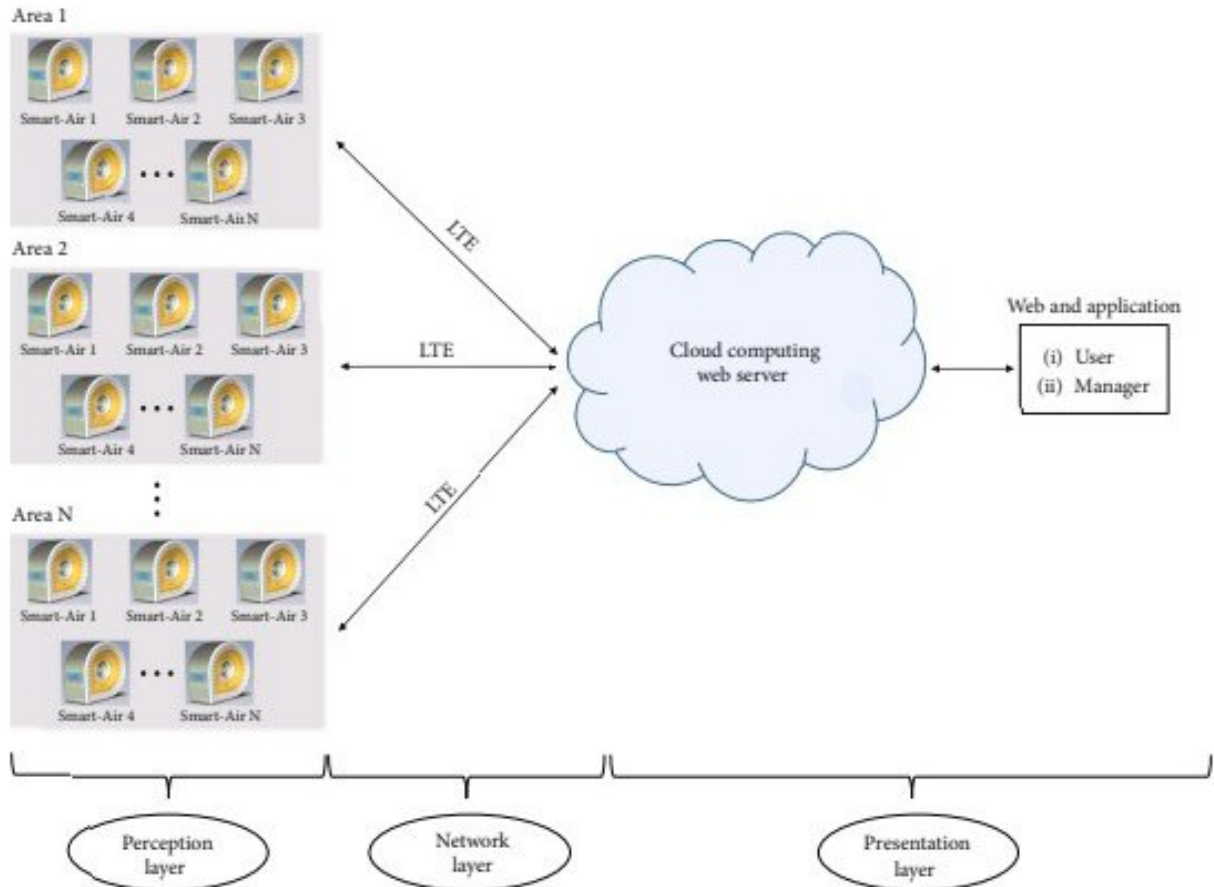 Area 1
Smart-Air 1 Smart-Air 2 Smart-Air 3
Smart-Air 4 Smart-Air N
Area 2
Smart-Air 1 Smart-Air 2 Smart-Air 3
Smart-Air 4 Smart-Air N
Area N
Smart-Air 1 Smart-Air 2 Smart-Air 3
Smart-Air 4 Smart-Air N
LTE
LTE
LTE
Cloud computing
web server
Web and application
(i) User
(ii) Manager
Perception
layer
Network
layer
Presentation
layer